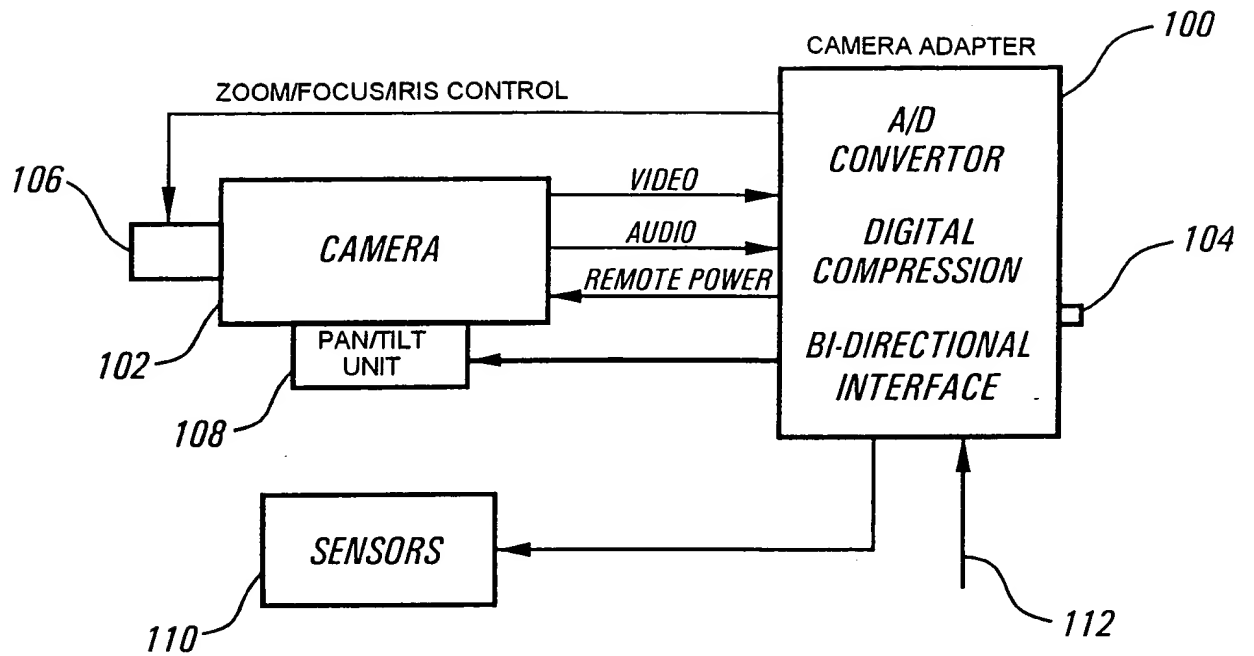 100
CAMERA ADAPTER
ZOOM/FOCUS/IRIS CONTROL
A/D
CONVERTOR
106
VIDEO
CAMERA
AUDIO
DIGITAL
COMPRESSION
104
REMOTE POWER
102
PAN/TILT
UNIT
BI-DIRECTIONAL
INTERFACE
108
SENSORS
110
112